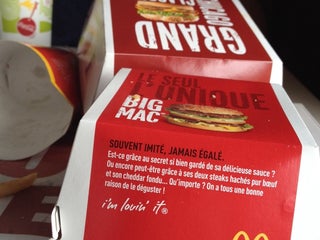 GRAND
LE SEUL
L'UNIQUE
BIG
MAC
SOUVENT IMITÉ, JAMAIS ÉGALÉ.
Est-ce grâce au secret si bien gardé de sa délicieuse sauce ?
Ou encore peut-être grâce à ses deux steaks hachés pur bœuf
et son cheddar fondu... Qu'importe ? On a tous une bonne
raison de le déguster !
i'm lovin' it®